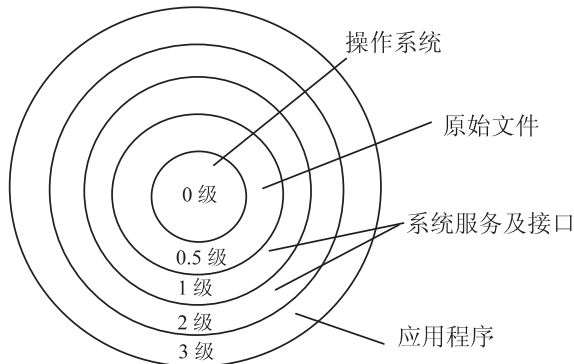 操作系统
原始文件
0 级
系统服务及接口
0.5 级
1 级
2 级
应用程序
3 级